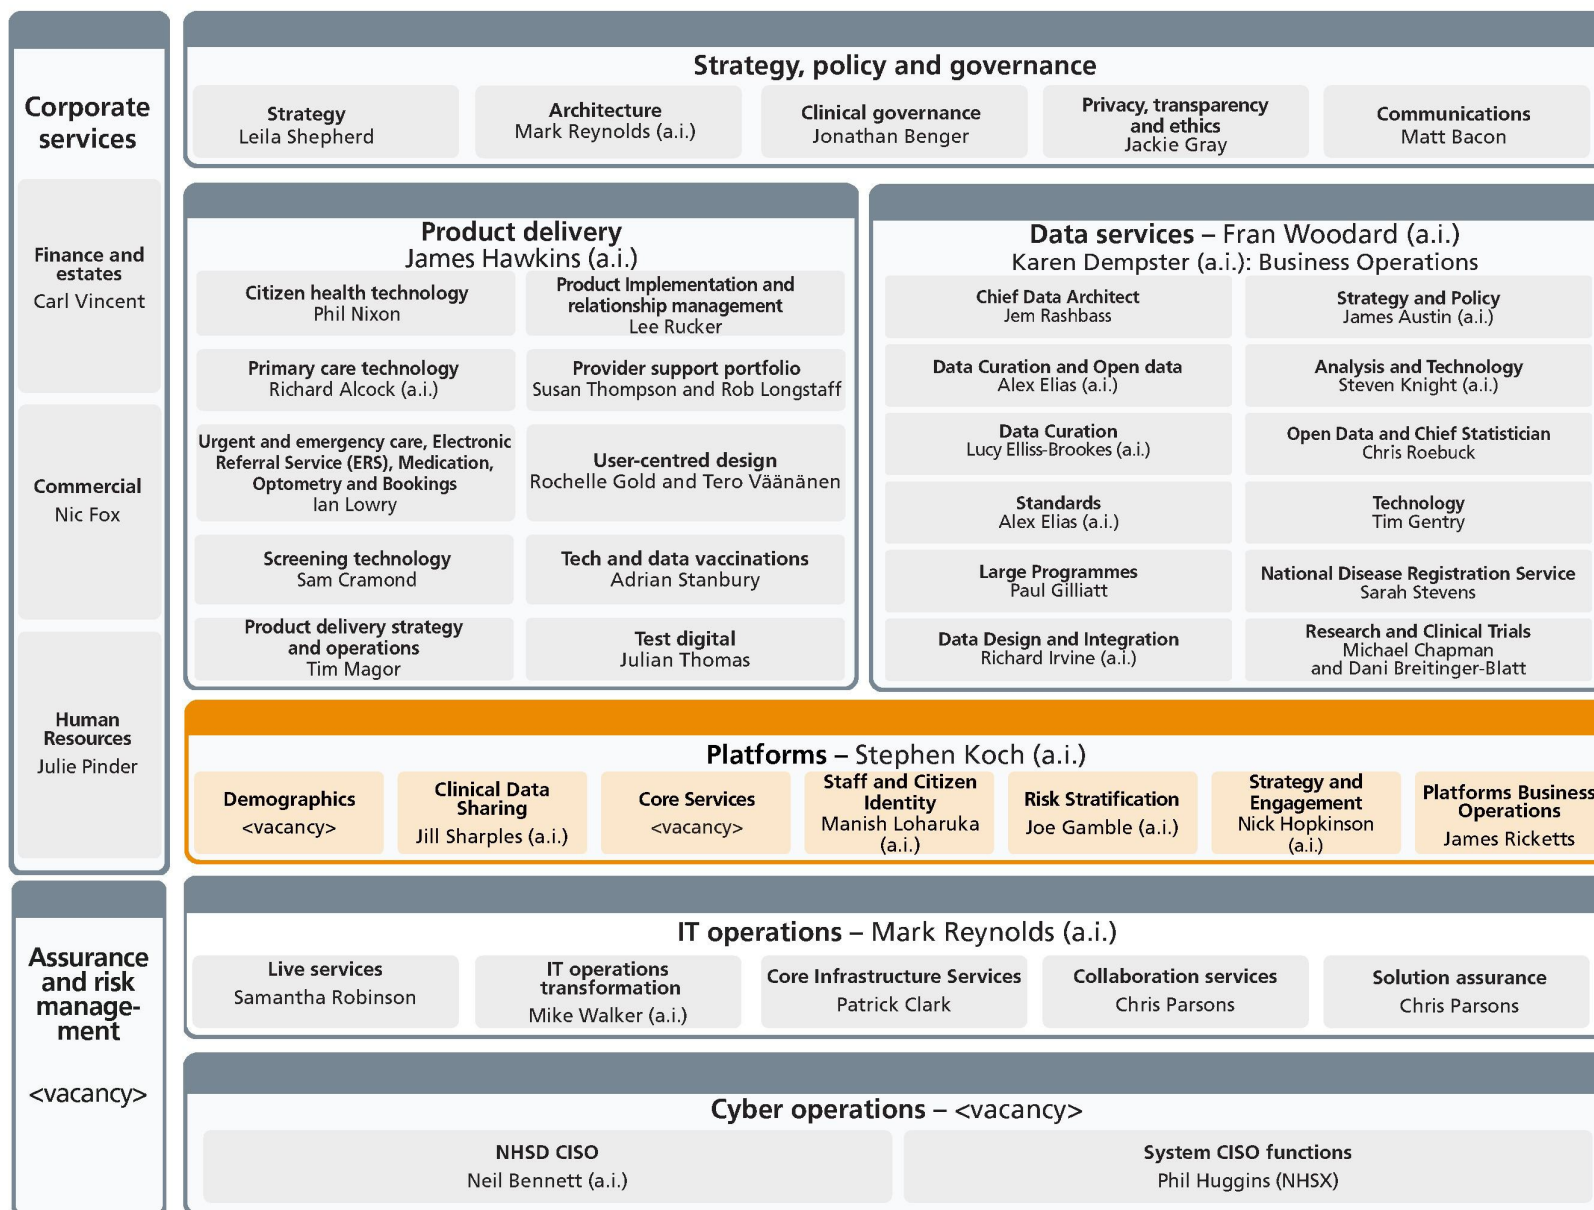 Corporate
services
Finance and
estates
Carl Vincent
Commercial
Nic Fox
Human
Resources
Julie Pinder
Assurance
and risk
manage-
ment
<vacancy>
Strategy, policy and governance
Strategy
Leila Shepherd
Architecture
Mark Reynolds (a.i.)
Clinical governance
Jonathan Benger
Privacy, transparency
and ethics
Jackie Gray
Communications
Matt Bacon
Product delivery
James Hawkins (a.i.)
Citizen health technology
Phil Nixon
Product Implementation and
relationship management
Lee Rucker
Primary care technology
Richard Alcock (a.i.)
Provider support portfolio
Susan Thompson and Rob Longstaff
Urgent and emergency care, Electronic
Referral Service (ERS), Medication,
Optometry and Bookings
Ian Lowry
User-centred design
Rochelle Gold and Tero Väänänen
Screening technology
Sam Cramond
Tech and data vaccinations
Adrian Stanbury
Product delivery strategy
and operations
Tim Magor
Test digital
Julian Thomas
Data services – Fran Woodard (a.i.)
Karen Dempster (a.i.): Business Operations
Chief Data Architect
Jem Rashbass
Strategy and Policy
James Austin (a.i.)
Data Curation and Open data
Alex Elias (a.i.)
Analysis and Technology
Steven Knight (a.i.)
Data Curation
Lucy Elliss-Brookes (a.i.)
Open Data and Chief Statistician
Chris Roebuck
Standards
Alex Elias (a.i.)
Technology
Tim Gentry
Large Programmes
Paul Gilliatt
National Disease Registration Service
Sarah Stevens
Data Design and Integration
Richard Irvine (a.i.)
Research and Clinical Trials
Michael Chapman
and Dani Breitinger-Blatt
Platforms – Stephen Koch (a.i.)
Demographics
<vacancy>
Clinical Data
Sharing
Jill Sharples (a.i.)
Core Services
<vacancy>
Staff and Citizen
Identity
Manish Loharuka
(a.i.)
Risk Stratification
Joe Gamble (a.i.)
Strategy and
Engagement
Nick Hopkinson
(a.i.)
Platforms Business
Operations
James Ricketts
IT operations – Mark Reynolds (a.i.)
Live services
Samantha Robinson
IT operations
transformation
Mike Walker (a.i.)
Core Infrastructure Services
Patrick Clark
Collaboration services
Chris Parsons
Solution assurance
Chris Parsons
Cyber operations – <vacancy>
NHSD CISO
Neil Bennett (a.i.)
System CISO functions
Phil Huggins (NHSX)